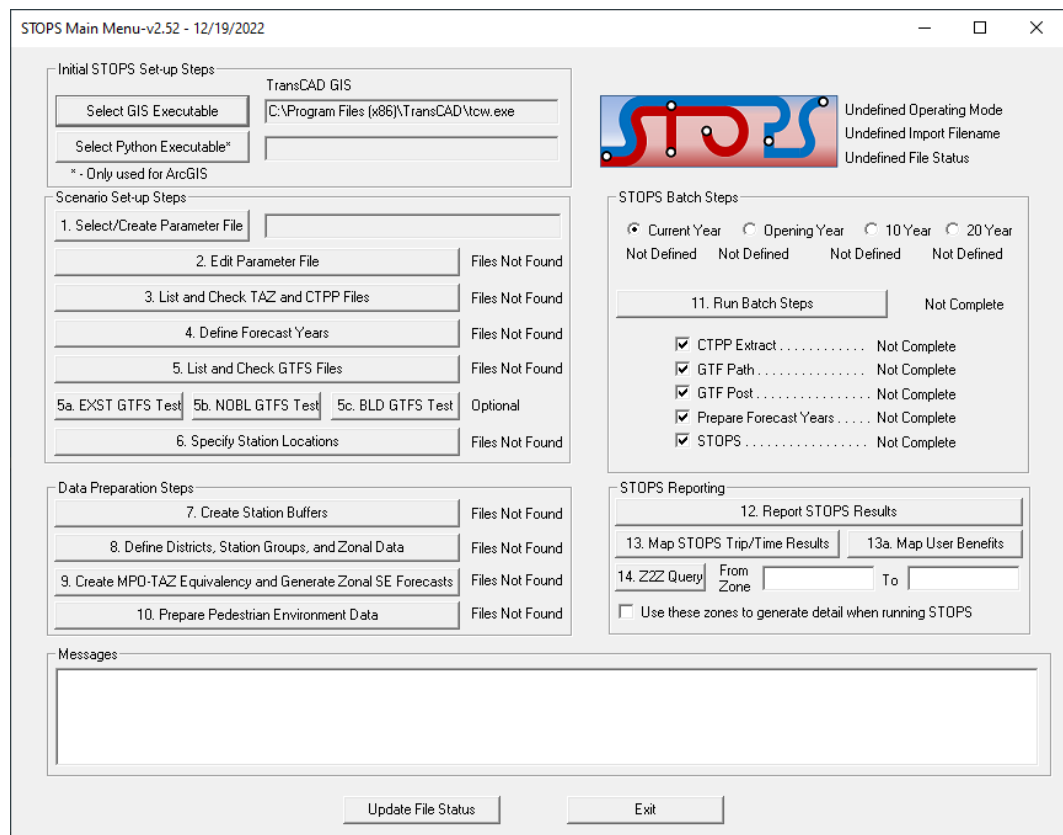 STOPS Main Menu-v2.52 - 12/19/2022
Initial STOPS Set-up Steps
TransCAD GIS
Select GIS Executable
C:\Program Files (x86)\TransCAD\tcw.exe
Select Python Executable*
* - Only used for ArcGIS
STOPS
Undefined Operating Mode
Undefined Import Filename
Undefined File Status
Scenario Set-up Steps
1. Select/Create Parameter File
2. Edit Parameter File Files Not Found
3. List and Check TAZ and CTPP Files Files Not Found
4. Define Forecast Years Files Not Found
5. List and Check GTFS Files Files Not Found
5a. EXST GTFS Test 5b. NOBL GTFS Test 5c. BLD GTFS Test Optional
6. Specify Station Locations Files Not Found
STOPS Batch Steps
Current Year Opening Year 10 Year 20 Year
Not Defined Not Defined Not Defined Not Defined
11. Run Batch Steps Not Complete
CTPP Extract . . . . . . . . . . . . Not Complete
GTF Path . . . . . . . . . . . . . . . Not Complete
GTF Post . . . . . . . . . . . . . . . Not Complete
Prepare Forecast Years . . . . . Not Complete
STOPS . . . . . . . . . . . . . . . . . Not Complete
Data Preparation Steps
7. Create Station Buffers Files Not Found
8. Define Districts, Station Groups, and Zonal Data Files Not Found
9. Create MPO-TAZ Equivalency and Generate Zonal SE Forecasts Files Not Found
10. Prepare Pedestrian Environment Data Files Not Found
STOPS Reporting
12. Report STOPS Results
13. Map STOPS Trip/Time Results 13a. Map User Benefits
14. Z2Z Query From Zone To
Use these zones to generate detail when running STOPS
Messages
Update File Status Exit